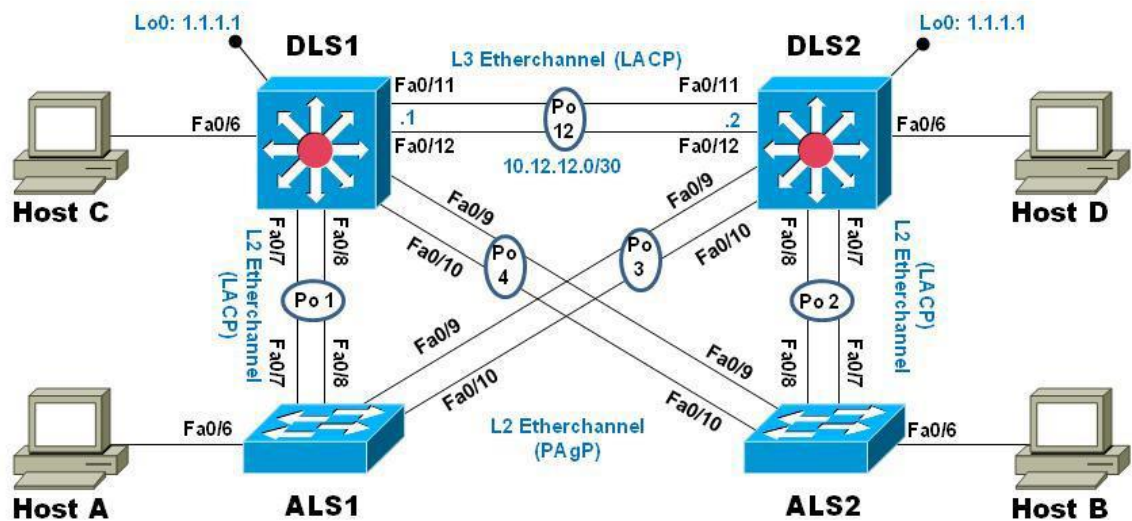 Lo0: 1.1.1.1
Lo0: 1.1.1.1
DLS1
DLS2
L3 Etherchannel (LACP)
Fa0/11
Fa0/11
Po
12
Fa0/6
.1
.2
Fa0/6
Fa0/12
Fa0/12
10.12.12.0/30
Host C
Host D
Fa0/9
Fa0/9
Fa0/10
Fa0/10
Po
4
Po
3
Fa0/7
Fa0/8
Fa0/8
Fa0/7
L2 Etherchannel
(LACP)
L2 Etherchannel
(LACP)
Po 1
Po 2
Fa0/7
Fa0/8
Fa0/8
Fa0/7
Fa0/9
Fa0/9
Fa0/10
Fa0/10
L2 Etherchannel
(PAgP)
Fa0/6
Fa0/6
Host A
ALS1
ALS2
Host B